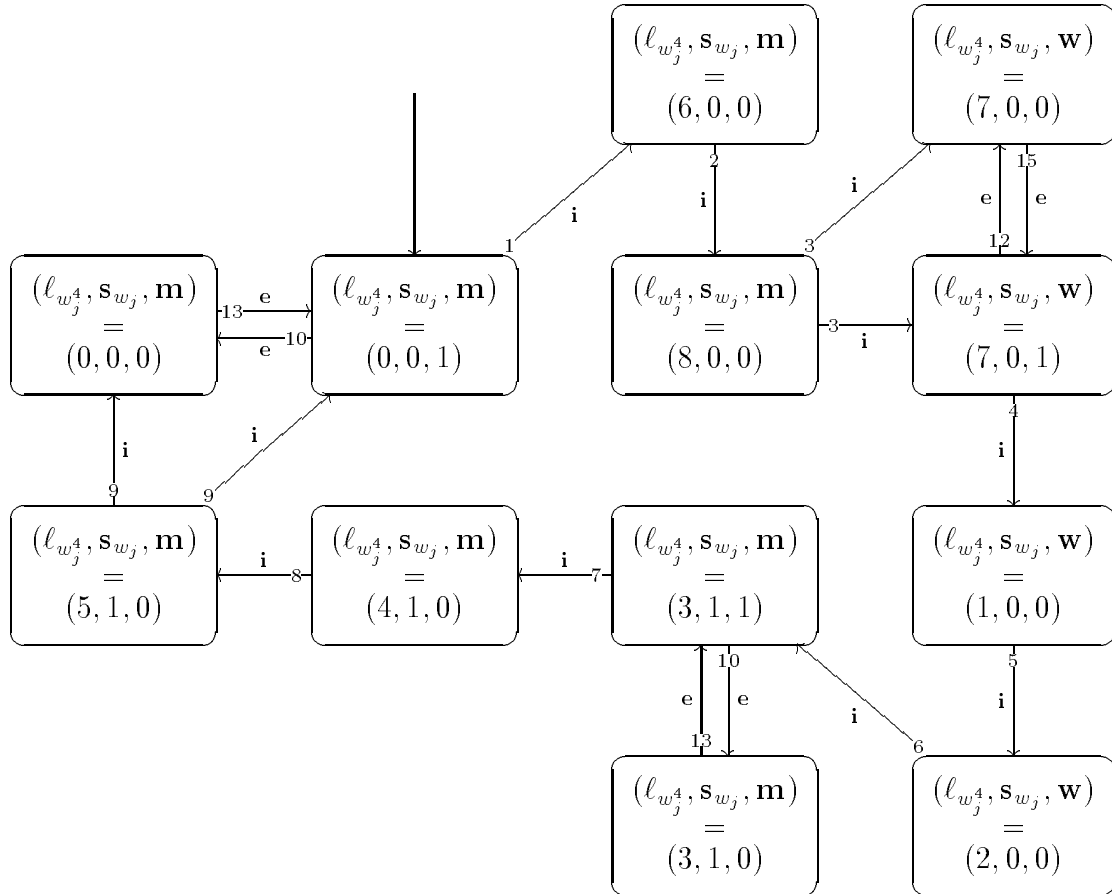 (ℓ_{w_j^4}, s_{w_j}, m)
=
(6, 0, 0)
(ℓ_{w_j^4}, s_{w_j}, w)
=
(7, 0, 0)
2
i
15
i
e
e
1
i
3
12
(ℓ_{w_j^4}, s_{w_j}, m)
=
(0, 0, 0)
13
e
10
e
(ℓ_{w_j^4}, s_{w_j}, m)
=
(0, 0, 1)
(ℓ_{w_j^4}, s_{w_j}, m)
=
(8, 0, 0)
3
i
(ℓ_{w_j^4}, s_{w_j}, w)
=
(7, 0, 1)
4
i
i
i
9
9
(ℓ_{w_j^4}, s_{w_j}, m)
=
(5, 1, 0)
i
8
(ℓ_{w_j^4}, s_{w_j}, m)
=
(4, 1, 0)
i
7
(ℓ_{w_j^4}, s_{w_j}, m)
=
(3, 1, 1)
(ℓ_{w_j^4}, s_{w_j}, w)
=
(1, 0, 0)
10
5
e
e
i
i
13
6
(ℓ_{w_j^4}, s_{w_j}, m)
=
(3, 1, 0)
(ℓ_{w_j^4}, s_{w_j}, w)
=
(2, 0, 0)